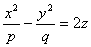 x²/p − y²/q = 2z